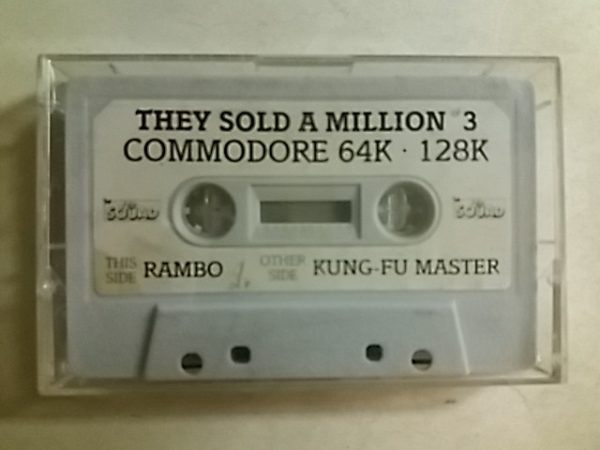 THEY SOLD A MILLION 3
COMMODORE 64K · 128K
THIS SIDE RAMBO
OTHER SIDE KUNG-FU MASTER